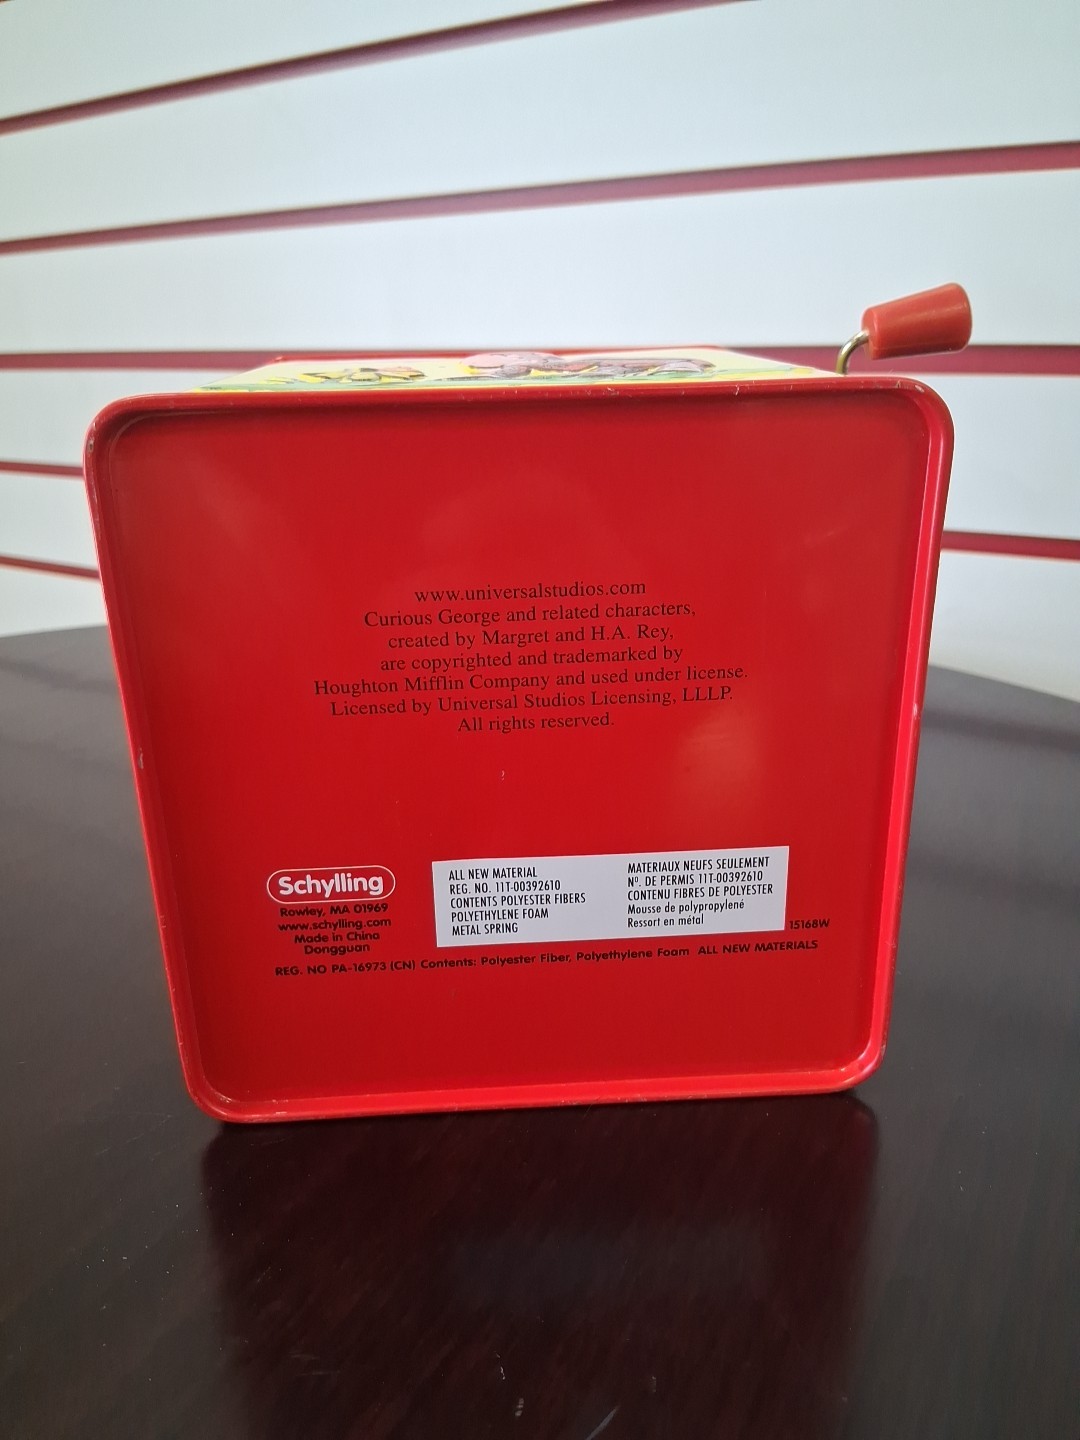 www.universalstudios.com
Curious George and related characters,
created by Margret and H.A. Rey,
are copyrighted and trademarked by
Houghton Mifflin Company and used under license.
Licensed by Universal Studios Licensing, LLLP.
All rights reserved.
Schylling
Rowley, MA 01969
www.schylling.com
Made in China
Dongguan
ALL NEW MATERIAL
REG. NO. 11T-00392610
CONTENTS POLYESTER FIBERS
POLYETHYLENE FOAM
METAL SPRING
MATERIAUX NEUFS SEULEMENT
Nº. DE PERMIS 11T-00392610
CONTENU FIBRES DE POLYESTER
Mousse de polypropylené
Ressort en métal
15168W
REG. NO PA-16973 (CN) Contents: Polyester Fiber, Polyethylene Foam ALL NEW MATERIALS